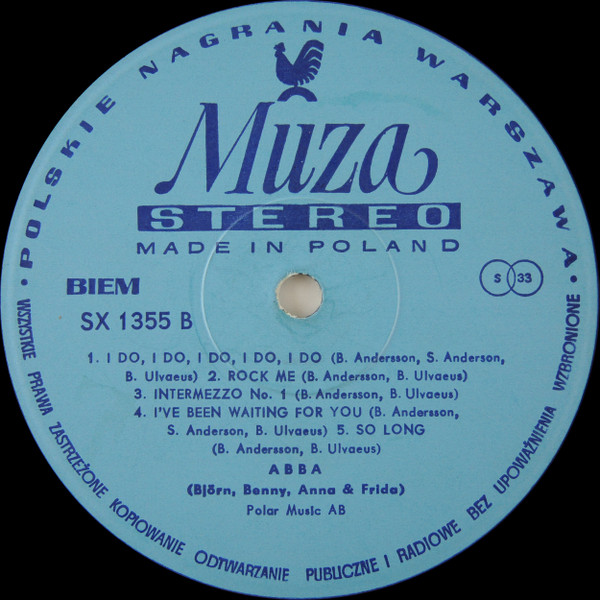 • POLSKIE NAGRANIA WARSZAWA •
Muza
STEREO
MADE IN POLAND
BIEM
S 33
SX 1355 B
1. I DO, I DO, I DO, I DO, I DO (B. Andersson, S. Anderson,
B. Ulvaeus) 2. ROCK ME (B. Andersson, B. Ulvaeus)
3. INTERMEZZO No. 1 (B. Andersson, B. Ulvaeus)
4. I'VE BEEN WAITING FOR YOU (B. Andersson,
S. Anderson, B. Ulvaeus) 5. SO LONG
(B. Andersson, B. Ulvaeus)
ABBA
(Björn, Benny, Anna & Frida)
Polar Music AB
WSZYSTKIE PRAWA ZASTRZEŻONE KOPIOWANIE ODTWARZANIE PUBLICZNE I RADIOWE BEZ UPOWAŻNIENIA WZBRONIONE